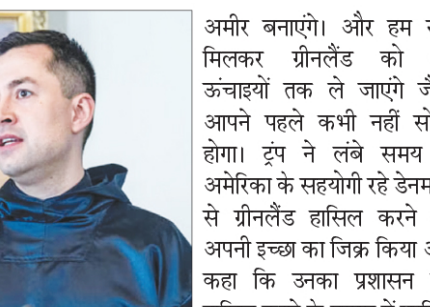 अमीर बनाएंगे। और हम
मिलकर ग्रीनलैंड को
ऊंचाइयों तक ले जाएंगे
आपने पहले कभी नहीं
होगा। ट्रंप ने लंबे समय
अमेरिका के सहयोगी रहे
से ग्रीनलैंड हासिल करने
अपनी इच्छा का जिक्र किया
कहा कि उनका प्रशासन